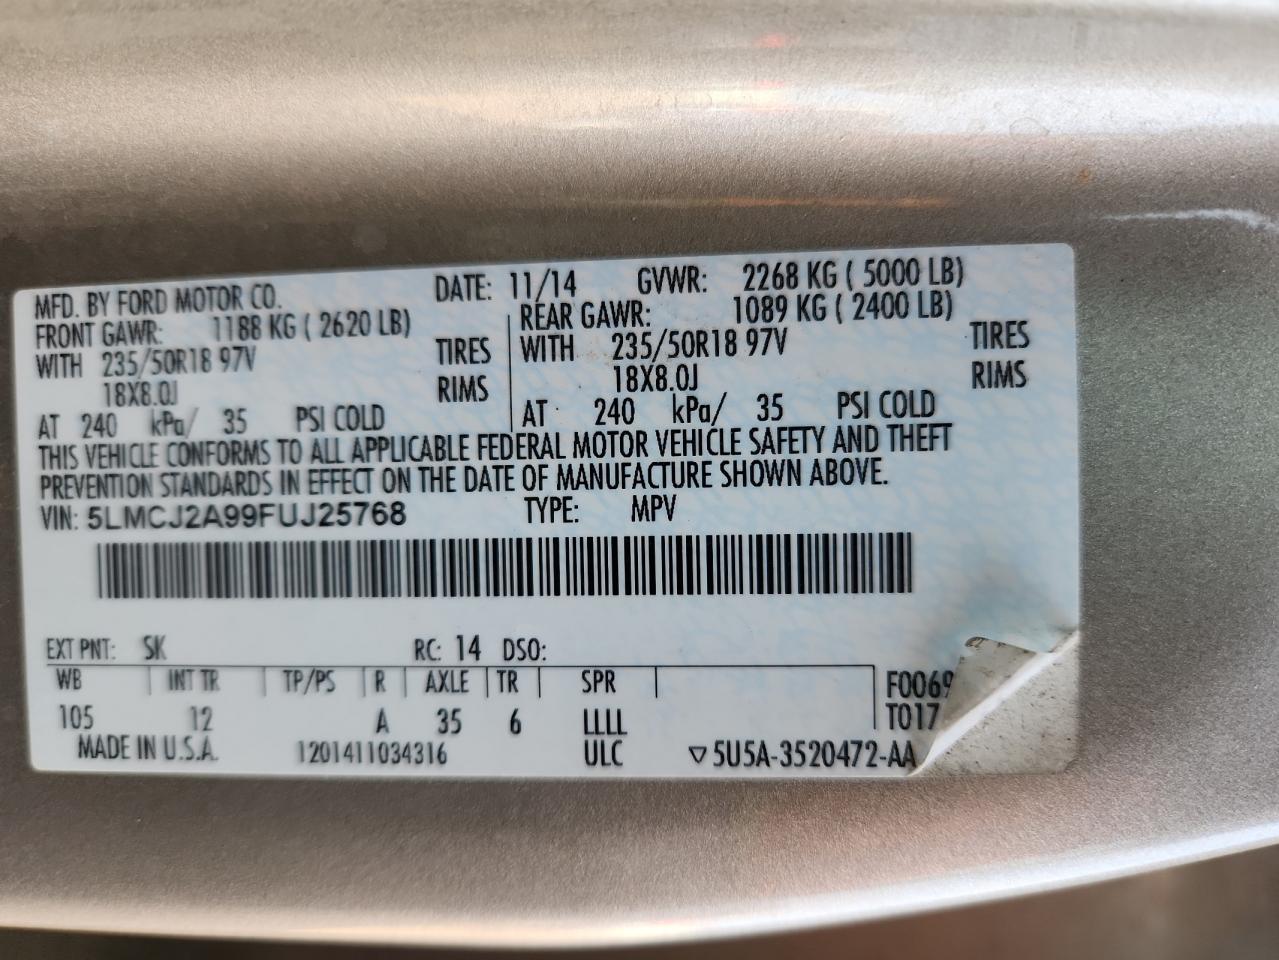 MFD. BY FORD MOTOR CO. DATE: 11/14 GVWR: 2268 KG ( 5000 LB)
FRONT GAWR: 1188 KG ( 2620 LB) REAR GAWR: 1089 KG ( 2400 LB)
WITH 235/50R18 97V TIRES WITH 235/50R18 97V TIRES
18X8.0J RIMS 18X8.0J RIMS
AT 240 kPa/ 35 PSI COLD AT 240 kPa/ 35 PSI COLD
THIS VEHICLE CONFORMS TO ALL APPLICABLE FEDERAL MOTOR VEHICLE SAFETY AND THEFT
PREVENTION STANDARDS IN EFFECT ON THE DATE OF MANUFACTURE SHOWN ABOVE.
VIN: 5LMCJ2A99FUJ25768 TYPE: MPV
EXT PNT: SK RC: 14 DSO:
WB INT TR TP/PS R AXLE TR SPR F0069
105 12 A 35 6 LLLL T017
MADE IN U.S.A. 1201411034316 ULC ▽5U5A-3520472-AA